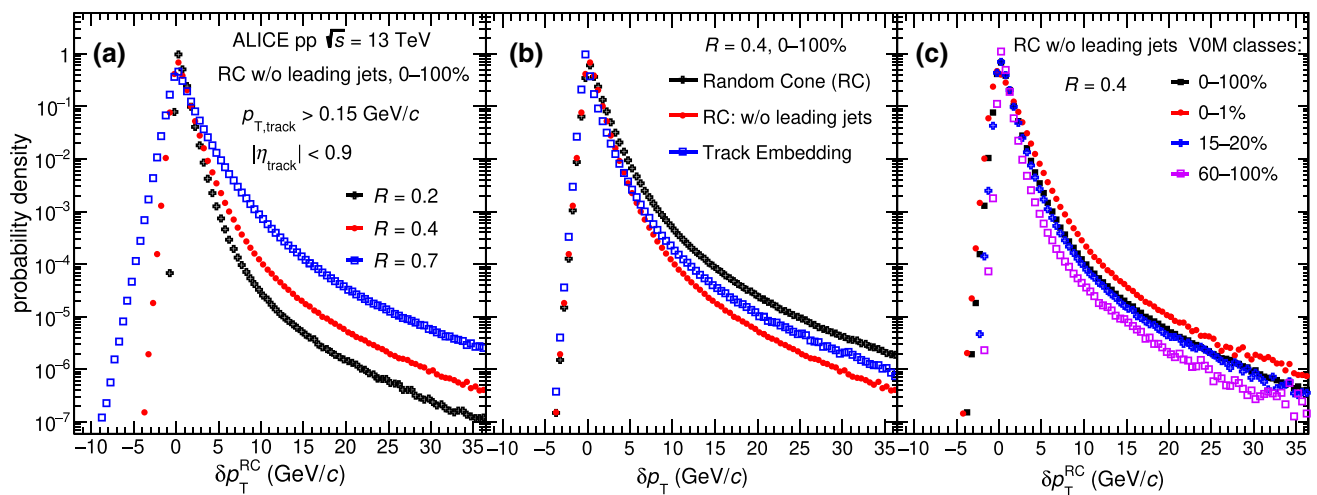 probability density
1
10⁻¹
10⁻²
10⁻³
10⁻⁴
10⁻⁵
10⁻⁶
10⁻⁷
(a)
ALICE pp √s = 13 TeV
RC w/o leading jets, 0–100%
p_T,track > 0.15 GeV/c
|η_track| < 0.9
R = 0.2
R = 0.4
R = 0.7
−10 −5 0 5 10 15 20 25 30 35
δp_T^RC (GeV/c)
(b)
R = 0.4, 0–100%
Random Cone (RC)
RC: w/o leading jets
Track Embedding
−10 −5 0 5 10 15 20 25 30 35
δp_T (GeV/c)
(c)
RC w/o leading jets V0M classes:
R = 0.4
0–100%
0–1%
15–20%
60–100%
−10 −5 0 5 10 15 20 25 30 35
δp_T^RC (GeV/c)